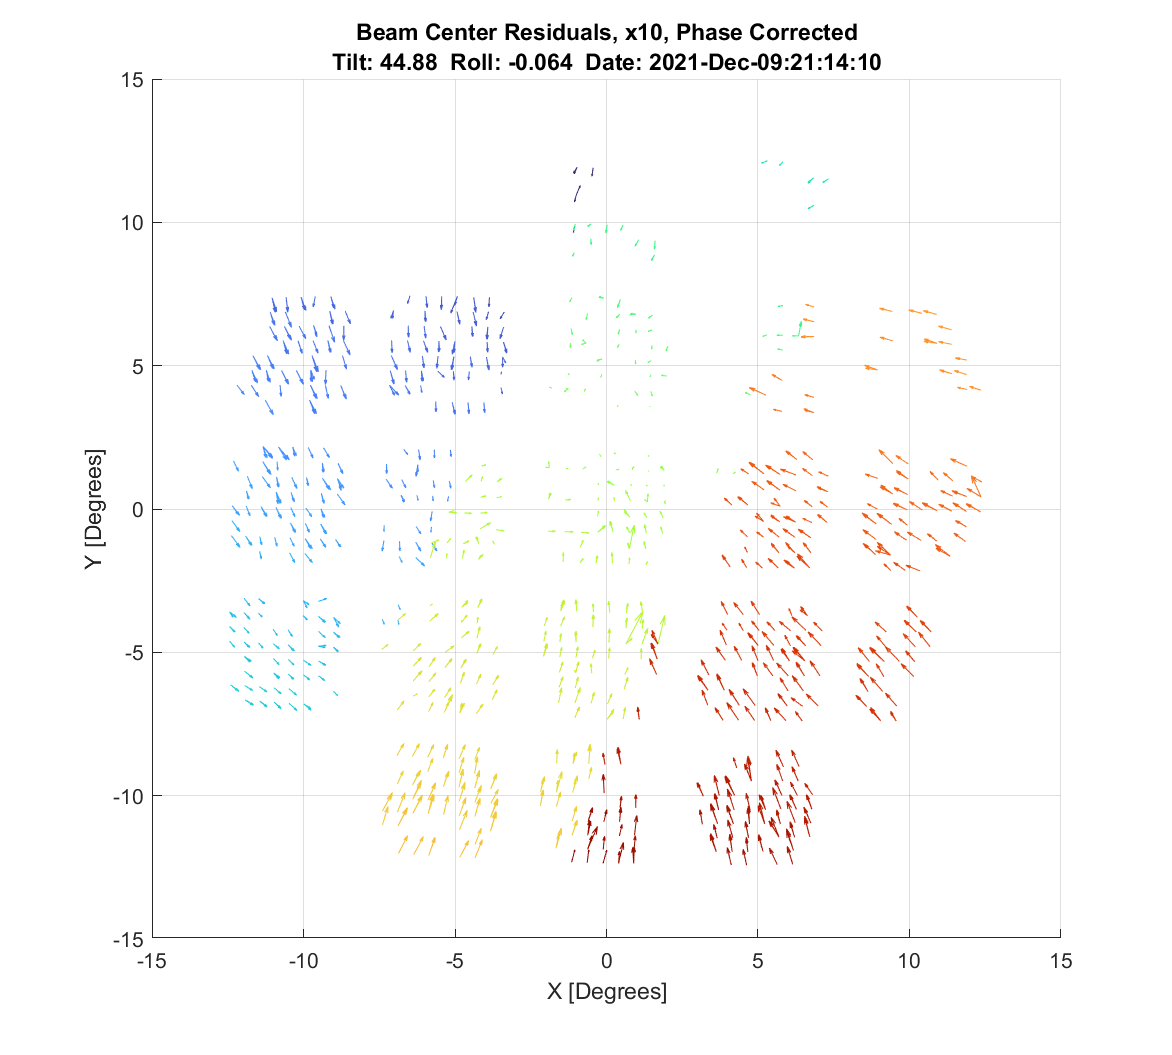 Beam Center Residuals, x10, Phase Corrected
Tilt: 44.88 Roll: -0.064 Date: 2021-Dec-09:21:14:10
15
10
5
0
-5
-10
-15
Y [Degrees]
-15 -10 -5 0 5 10 15
X [Degrees]